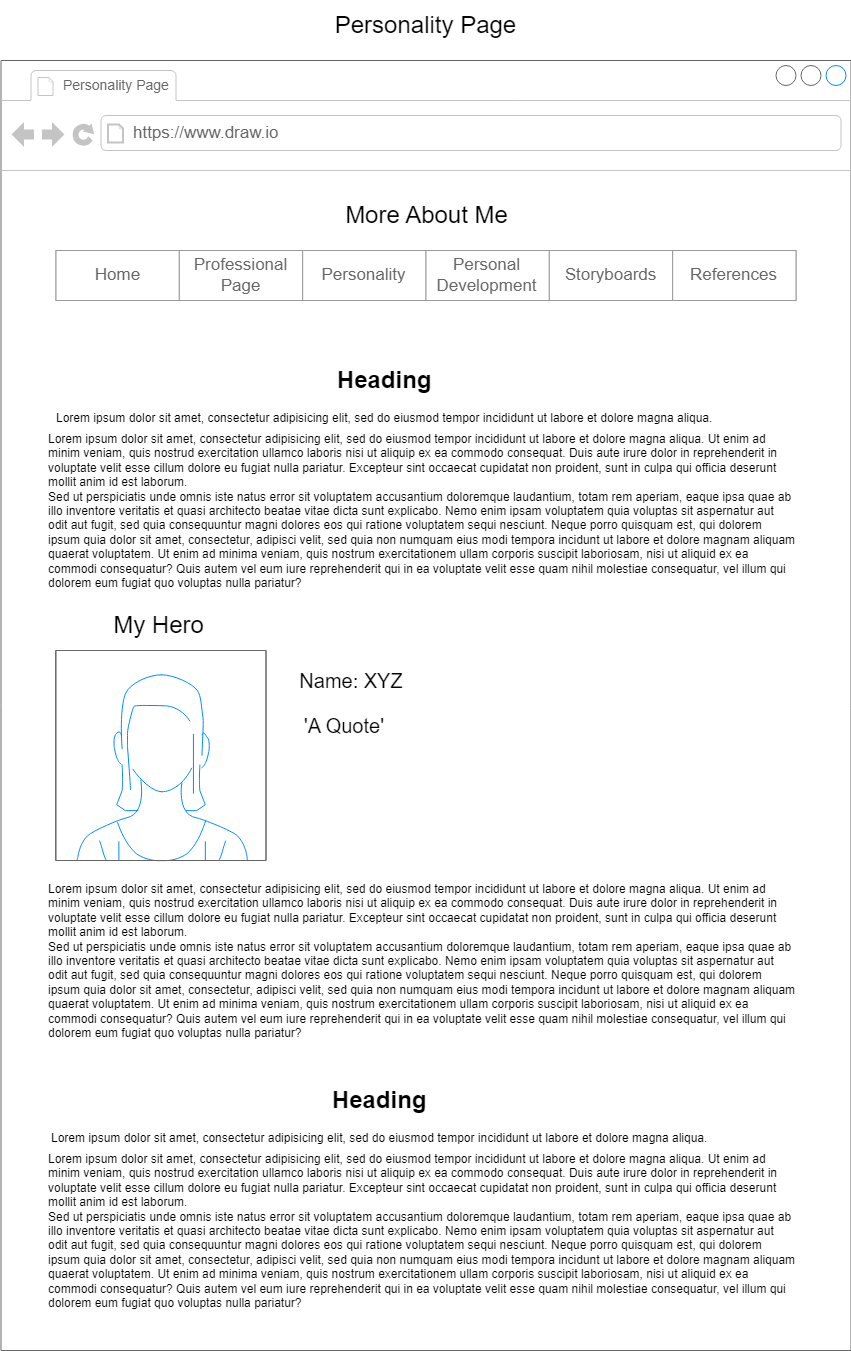 Personality Page
Personality Page
https://www.draw.io
More About Me
Home
Professional
Page
Personality
Personal
Development
Storyboards
References
Heading
Lorem ipsum dolor sit amet, consectetur adipisicing elit, sed do eiusmod tempor incididunt ut labore et dolore magna aliqua.
Lorem ipsum dolor sit amet, consectetur adipisicing elit, sed do eiusmod tempor incididunt ut labore et dolore magna aliqua. Ut enim ad
minim veniam, quis nostrud exercitation ullamco laboris nisi ut aliquip ex ea commodo consequat. Duis aute irure dolor in reprehenderit in
voluptate velit esse cillum dolore eu fugiat nulla pariatur. Excepteur sint occaecat cupidatat non proident, sunt in culpa qui officia deserunt
mollit anim id est laborum.
Sed ut perspiciatis unde omnis iste natus error sit voluptatem accusantium doloremque laudantium, totam rem aperiam, eaque ipsa quae ab
illo inventore veritatis et quasi architecto beatae vitae dicta sunt explicabo. Nemo enim ipsam voluptatem quia voluptas sit aspernatur aut
odit aut fugit, sed quia consequuntur magni dolores eos qui ratione voluptatem sequi nesciunt. Neque porro quisquam est, qui dolorem
ipsum quia dolor sit amet, consectetur, adipisci velit, sed quia non numquam eius modi tempora incidunt ut labore et dolore magnam aliquam
quaerat voluptatem. Ut enim ad minima veniam, quis nostrum exercitationem ullam corporis suscipit laboriosam, nisi ut aliquid ex ea
commodi consequatur? Quis autem vel eum iure reprehenderit qui in ea voluptate velit esse quam nihil molestiae consequatur, vel illum qui
dolorem eum fugiat quo voluptas nulla pariatur?
My Hero
Name: XYZ
'A Quote'
Lorem ipsum dolor sit amet, consectetur adipisicing elit, sed do eiusmod tempor incididunt ut labore et dolore magna aliqua. Ut enim ad
minim veniam, quis nostrud exercitation ullamco laboris nisi ut aliquip ex ea commodo consequat. Duis aute irure dolor in reprehenderit in
voluptate velit esse cillum dolore eu fugiat nulla pariatur. Excepteur sint occaecat cupidatat non proident, sunt in culpa qui officia deserunt
mollit anim id est laborum.
Sed ut perspiciatis unde omnis iste natus error sit voluptatem accusantium doloremque laudantium, totam rem aperiam, eaque ipsa quae ab
illo inventore veritatis et quasi architecto beatae vitae dicta sunt explicabo. Nemo enim ipsam voluptatem quia voluptas sit aspernatur aut
odit aut fugit, sed quia consequuntur magni dolores eos qui ratione voluptatem sequi nesciunt. Neque porro quisquam est, qui dolorem
ipsum quia dolor sit amet, consectetur, adipisci velit, sed quia non numquam eius modi tempora incidunt ut labore et dolore magnam aliquam
quaerat voluptatem. Ut enim ad minima veniam, quis nostrum exercitationem ullam corporis suscipit laboriosam, nisi ut aliquid ex ea
commodi consequatur? Quis autem vel eum iure reprehenderit qui in ea voluptate velit esse quam nihil molestiae consequatur, vel illum qui
dolorem eum fugiat quo voluptas nulla pariatur?
Heading
Lorem ipsum dolor sit amet, consectetur adipisicing elit, sed do eiusmod tempor incididunt ut labore et dolore magna aliqua.
Lorem ipsum dolor sit amet, consectetur adipisicing elit, sed do eiusmod tempor incididunt ut labore et dolore magna aliqua. Ut enim ad
minim veniam, quis nostrud exercitation ullamco laboris nisi ut aliquip ex ea commodo consequat. Duis aute irure dolor in reprehenderit in
voluptate velit esse cillum dolore eu fugiat nulla pariatur. Excepteur sint occaecat cupidatat non proident, sunt in culpa qui officia deserunt
mollit anim id est laborum.
Sed ut perspiciatis unde omnis iste natus error sit voluptatem accusantium doloremque laudantium, totam rem aperiam, eaque ipsa quae ab
illo inventore veritatis et quasi architecto beatae vitae dicta sunt explicabo. Nemo enim ipsam voluptatem quia voluptas sit aspernatur aut
odit aut fugit, sed quia consequuntur magni dolores eos qui ratione voluptatem sequi nesciunt. Neque porro quisquam est, qui dolorem
ipsum quia dolor sit amet, consectetur, adipisci velit, sed quia non numquam eius modi tempora incidunt ut labore et dolore magnam aliquam
quaerat voluptatem. Ut enim ad minima veniam, quis nostrum exercitationem ullam corporis suscipit laboriosam, nisi ut aliquid ex ea
commodi consequatur? Quis autem vel eum iure reprehenderit qui in ea voluptate velit esse quam nihil molestiae consequatur, vel illum qui
dolorem eum fugiat quo voluptas nulla pariatur?